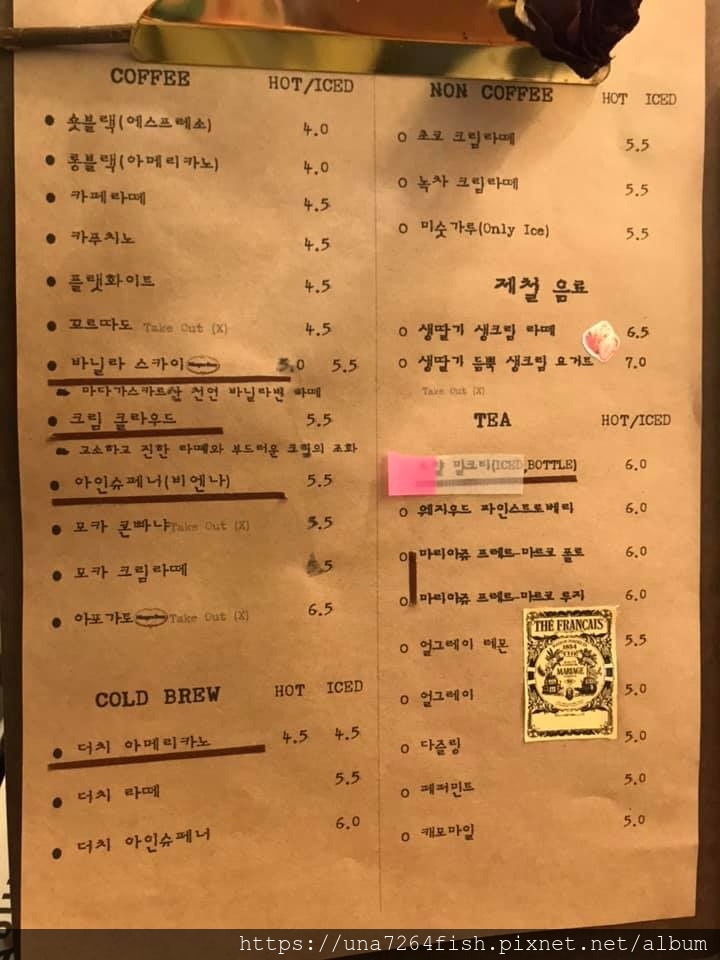 COFFEE HOT/ICED
숏블랙(에스프레소) 4.0
롱블랙(아메리카노) 4.0
카페라떼 4.5
카푸치노 4.5
플랫화이트 4.5
꼬르따도 Take Out (X) 4.5
바닐라 스카이 5.0 5.5
마다가스카르산 천연 바닐라빈 라떼
크림 클라우드 5.5
고소하고 진한 라떼와 부드러운 크림의 조화
아인슈페너(비엔나) 5.5
모카 콘빠냐 Take Out (X) 5.5
모카 크림라떼
아포가토 Take Out (X) 6.5
COLD BREW HOT ICED
더치 아메리카노 4.5 4.5
더치 라떼 5.5
더치 아인슈페너 6.0
NON COFFEE HOT ICED
초코 크림라떼 5.5
녹차 크림라떼 5.5
미숫가루(Only Ice) 5.5
제철 음료
생딸기 생크림 라떼 6.5
생딸기 듬뿍 생크림 요거트 7.0
Take Out (X)
TEA HOT/ICED
밀크티(ICED,BOTTLE) 6.0
웨지우드 파인스트로베리 6.0
마리아쥬 프레르-마르코 폴로 6.0
마리아쥬 프레르-마르코 루지 6.0
얼그레이 레몬 5.5
얼그레이 5.0
다즐링 5.0
페퍼민트 5.0
캐모마일 5.0
THÉ FRANÇAIS
1854
MARIAGE
https://una7264fish.pixnet.net/album